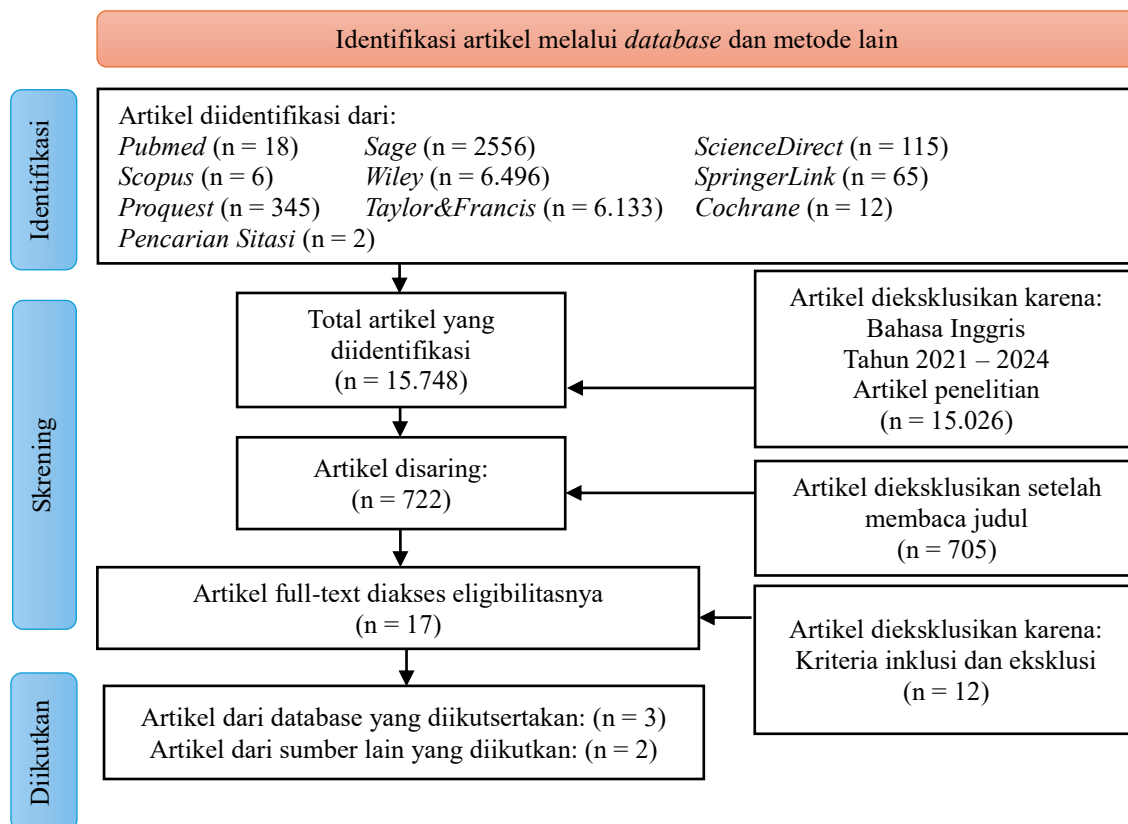 Identifikasi artikel melalui database dan metode lain
Identifikasi
Artikel diidentifikasi dari:
Pubmed (n = 18) Sage (n = 2556) ScienceDirect (n = 115)
Scopus (n = 6) Wiley (n = 6.496) SpringerLink (n = 65)
Proquest (n = 345) Taylor&Francis (n = 6.133) Cochrane (n = 12)
Pencarian Sitasi (n = 2)
Skrening
Total artikel yang
diidentifikasi
(n = 15.748)
Artikel dieksklusikan karena:
Bahasa Inggris
Tahun 2021 – 2024
Artikel penelitian
(n = 15.026)
Artikel disaring:
(n = 722)
Artikel dieksklusikan setelah
membaca judul
(n = 705)
Artikel full-text diakses eligibilitasnya
(n = 17)
Artikel dieksklusikan karena:
Kriteria inklusi dan eksklusi
(n = 12)
Diikutkan
Artikel dari database yang diikutsertakan: (n = 3)
Artikel dari sumber lain yang diikutkan: (n = 2)